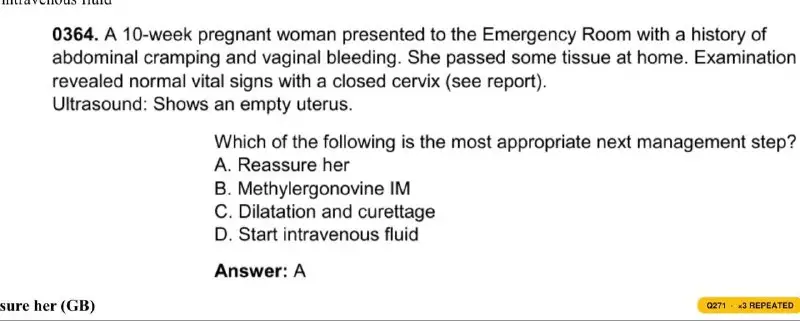 0364. A 10-week pregnant woman presented to the Emergency Room with a history of
abdominal cramping and vaginal bleeding. She passed some tissue at home. Examination
revealed normal vital signs with a closed cervix (see report).
Ultrasound: Shows an empty uterus.
Which of the following is the most appropriate next management step?
A. Reassure her
B. Methylergonovine IM
C. Dilatation and curettage
D. Start intravenous fluid
Answer: A
sure her (GB)
Q271 - x3 REPEATED